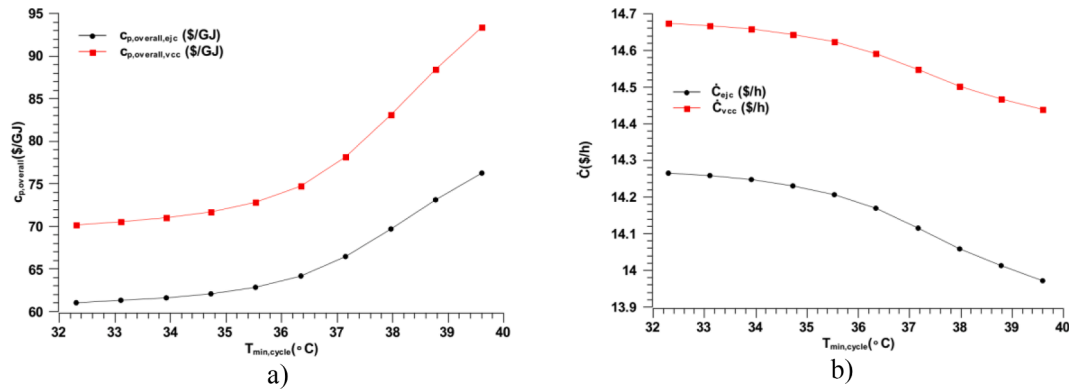 95
90
85
80
75
70
65
60
c_p,overall($/GJ)
c_p,overall,ejc ($/GJ)
c_p,overall,vcc ($/GJ)
32 33 34 35 36 37 38 39 40
T_min,cycle(∘C)
a)
14.7
14.6
14.5
14.4
14.3
14.2
14.1
14
13.9
Ċ($/h)
Ċ_ejc ($/h)
Ċ_vcc ($/h)
32 33 34 35 36 37 38 39 40
T_min,cycle(∘C)
b)